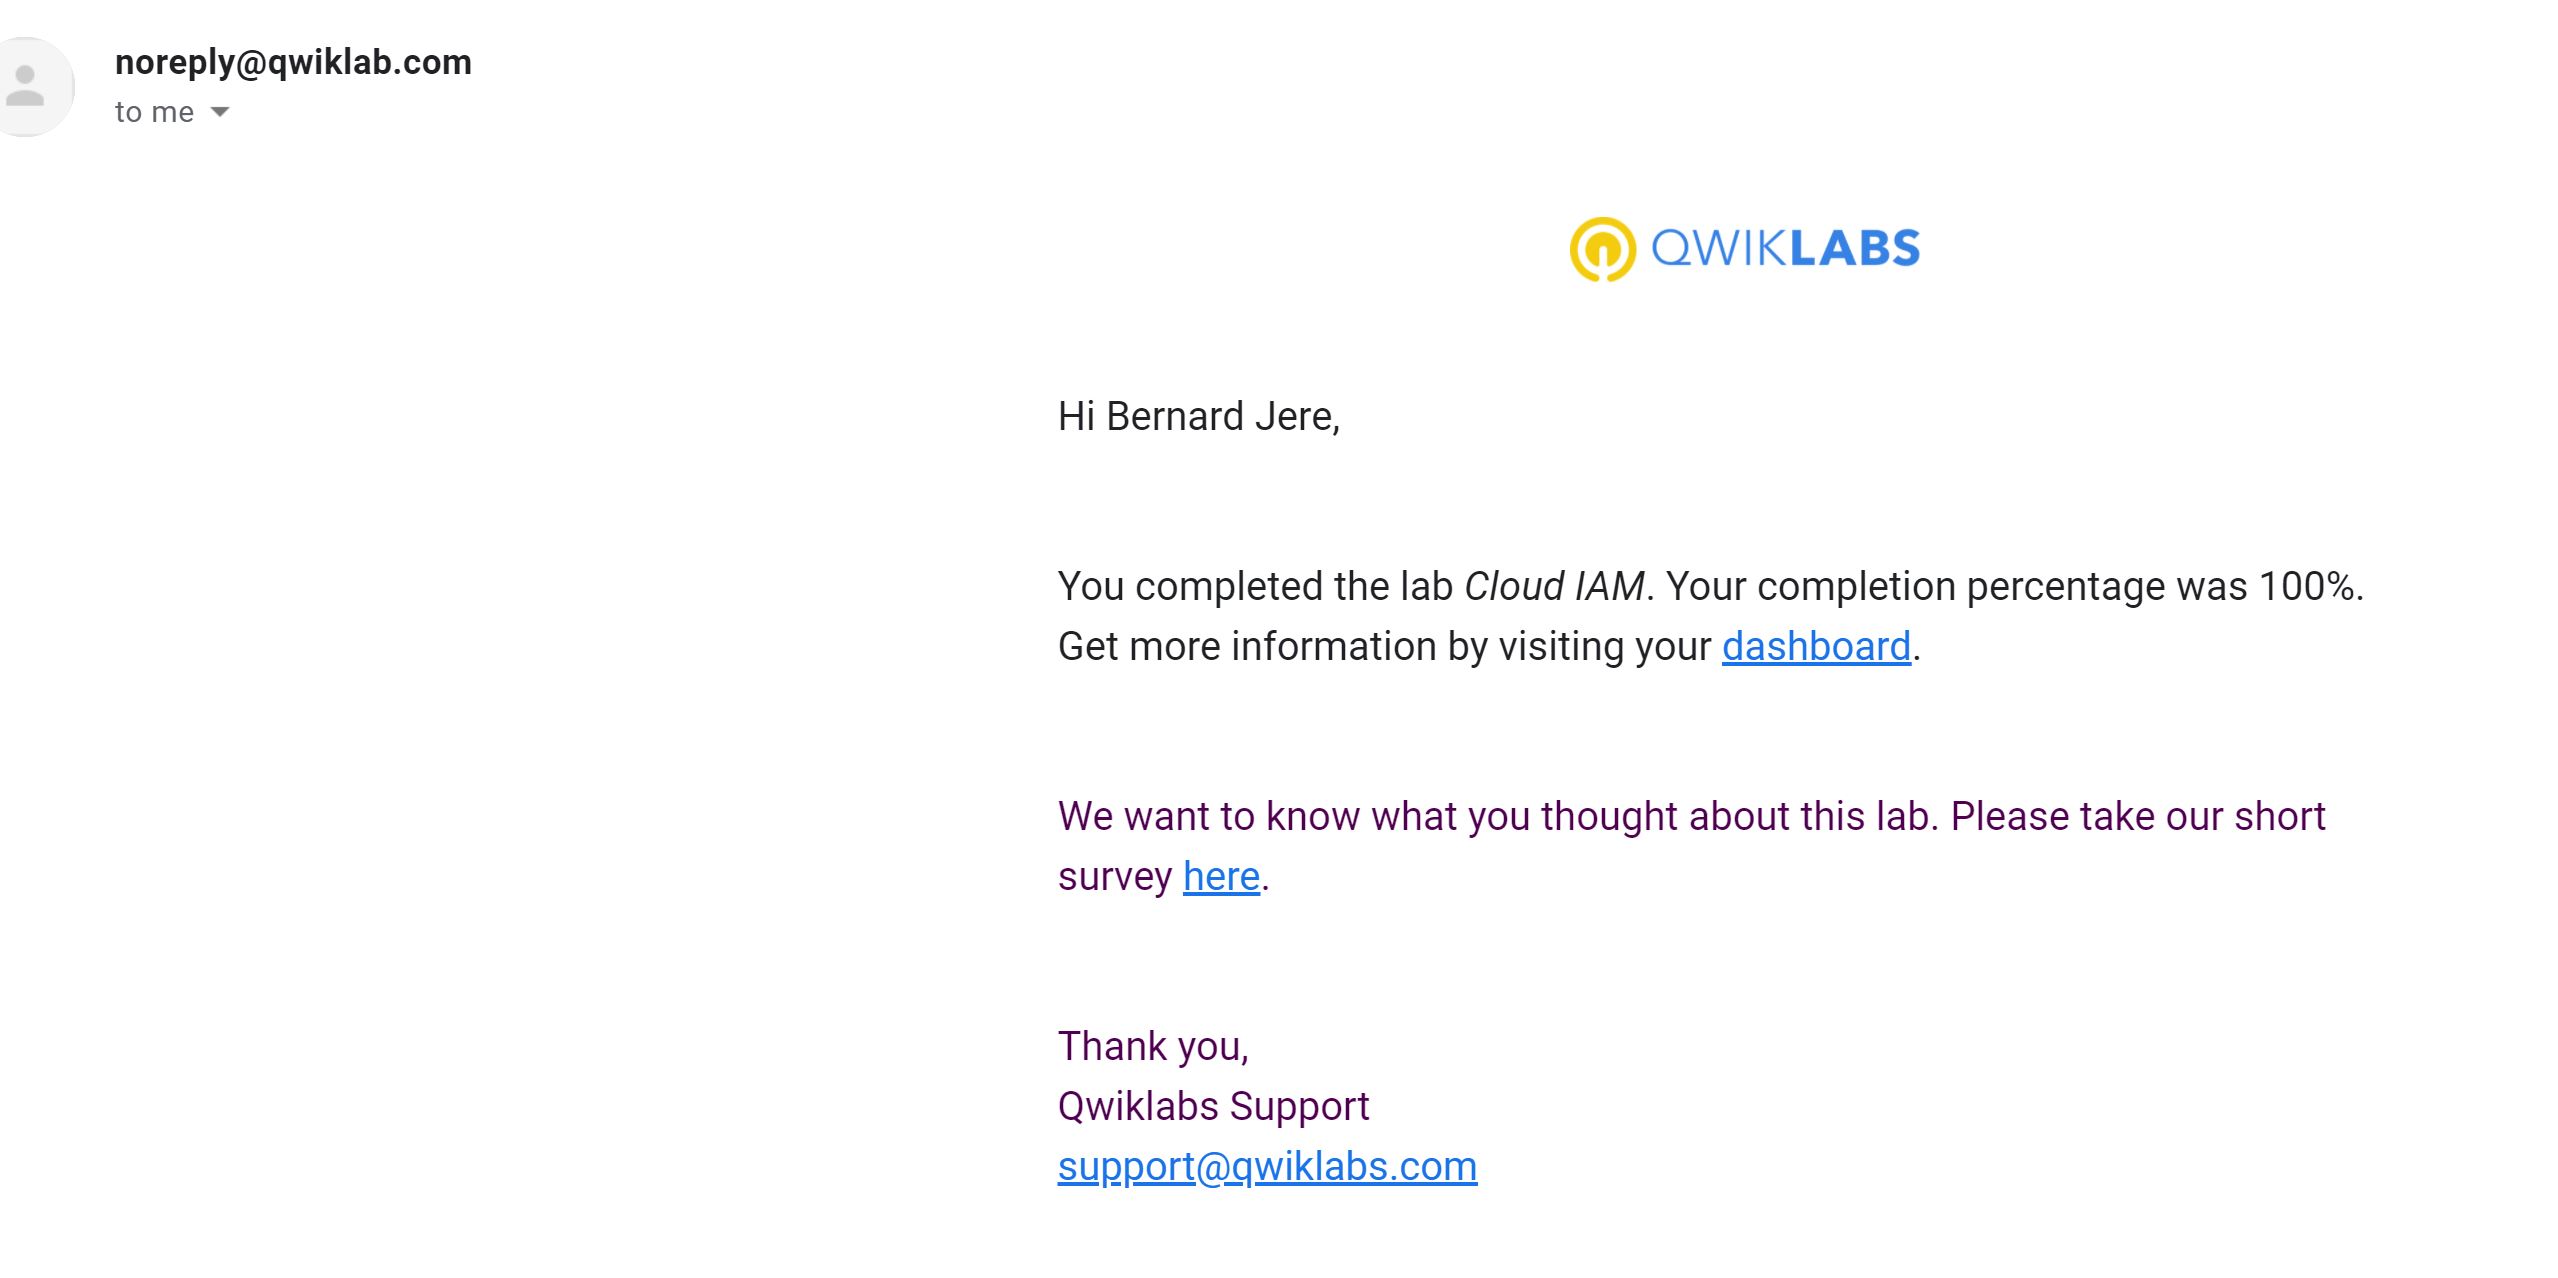 noreply@qwiklab.com
to me
QWIKLABS
Hi Bernard Jere,
You completed the lab Cloud IAM. Your completion percentage was 100%.
Get more information by visiting your dashboard.
We want to know what you thought about this lab. Please take our short
survey here.
Thank you,
Qwiklabs Support
support@qwiklabs.com